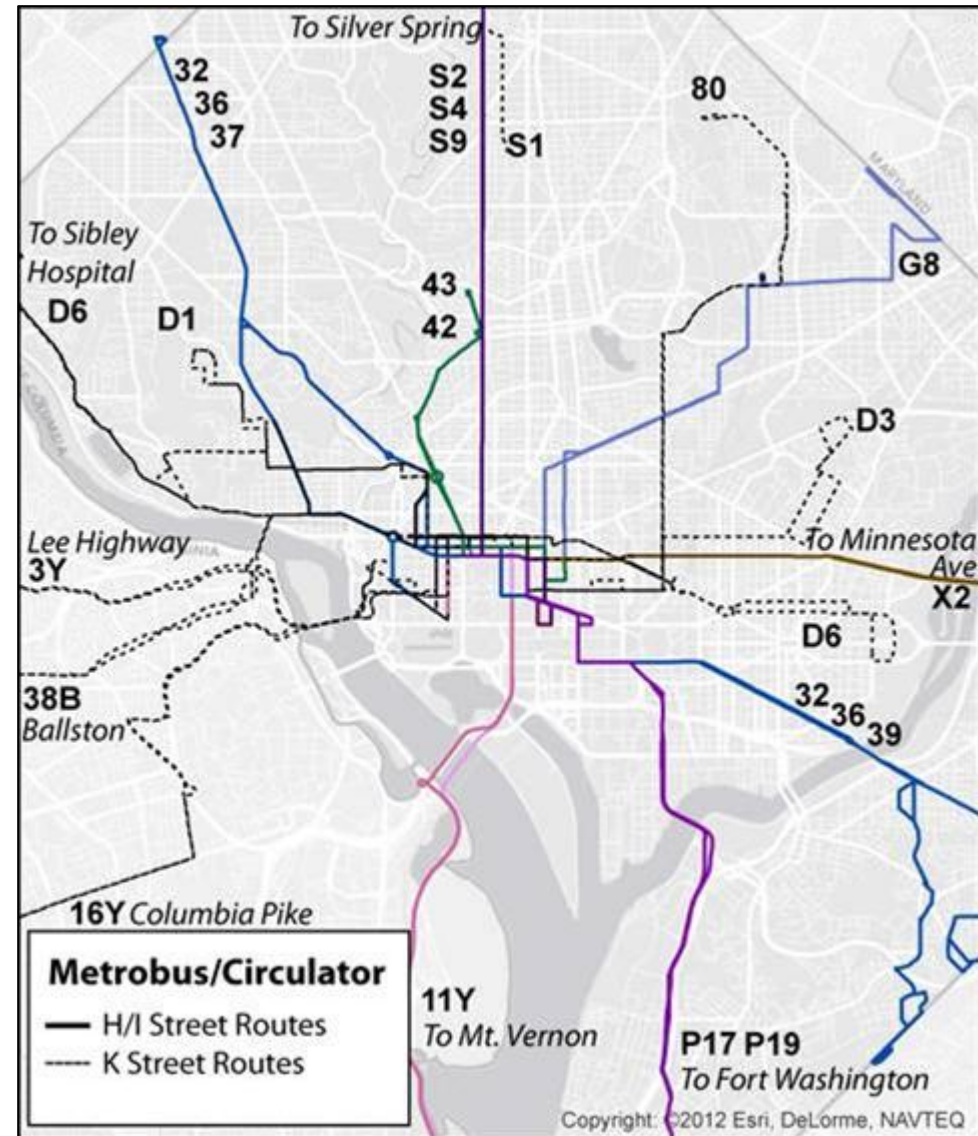 To Silver Spring
32
36
37
S2
S4
S9
S1
80
MARYLAND
G8
To Sibley
Hospital
D6
D1
43
42
D3
Lee Highway
3Y
To Minnesota
Ave
X2
D6
38B
Ballston
32
36
39
16Y Columbia Pike
Metrobus/Circulator
H/I Street Routes
K Street Routes
11Y
To Mt. Vernon
P17 P19
To Fort Washington
Copyright: ©2012 Esri, DeLorme, NAVTEQ